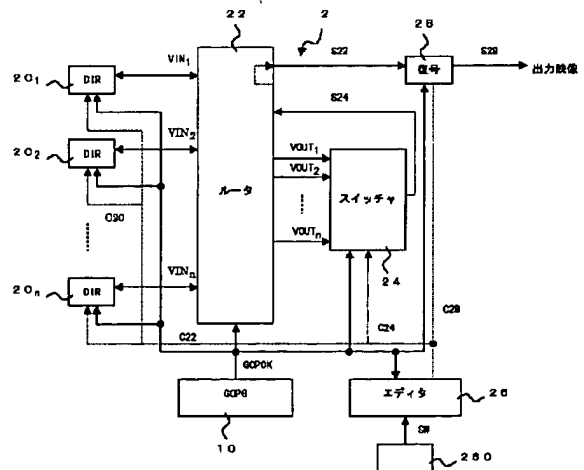 22
2
28
S22
S28
復号
出力映像
20₁
DIR
VIN₁
S24
20₂
DIR
VIN₂
VOUT₁
VOUT₂
ルータ
スイッチャ
C20
VOUTₙ
20ₙ
DIR
VINₙ
24
C22
C24
C28
GOPOK
GOPG
エディタ
26
10
SW
260